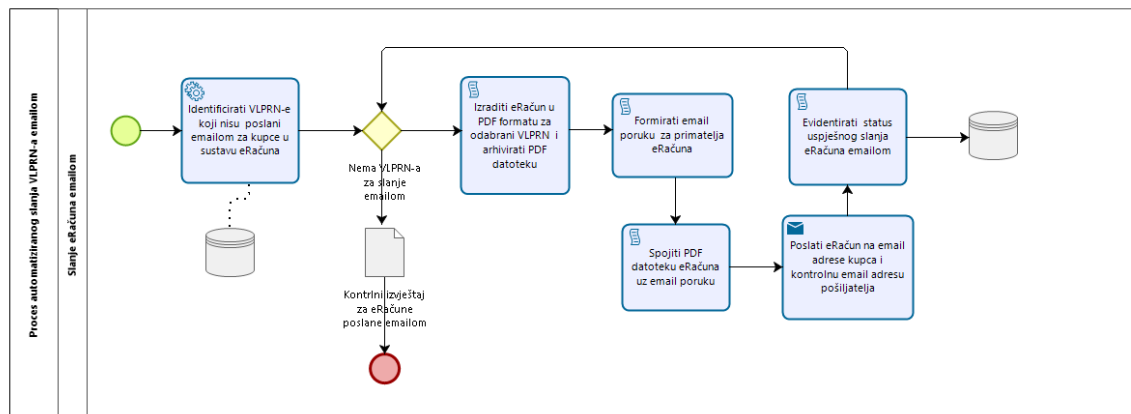 Proces automatiziranog slanja VLPRN-a emailom
Slanje eRačuna emailom
Identificirati VLPRN-e
koji nisu poslani
emailom za kupce u
sustavu eRačuna
Nema VLPRN-a
za slanje
emailom
Kontrlni izvještaj
za eRačune
poslane emailom
Izraditi eRačun u
PDF formatu za
odabrani VLPRN i
arhivirati PDF
datoteku
Formirati email
poruku za primatelja
eRačuna
Spojiti PDF
datoteku eRačuna
uz email poruku
Poslati eRačun na email
adrese kupca i
kontrolnu email adresu
pošiljatelja
Evidentirati status
uspješnog slanja
eRačuna emailom